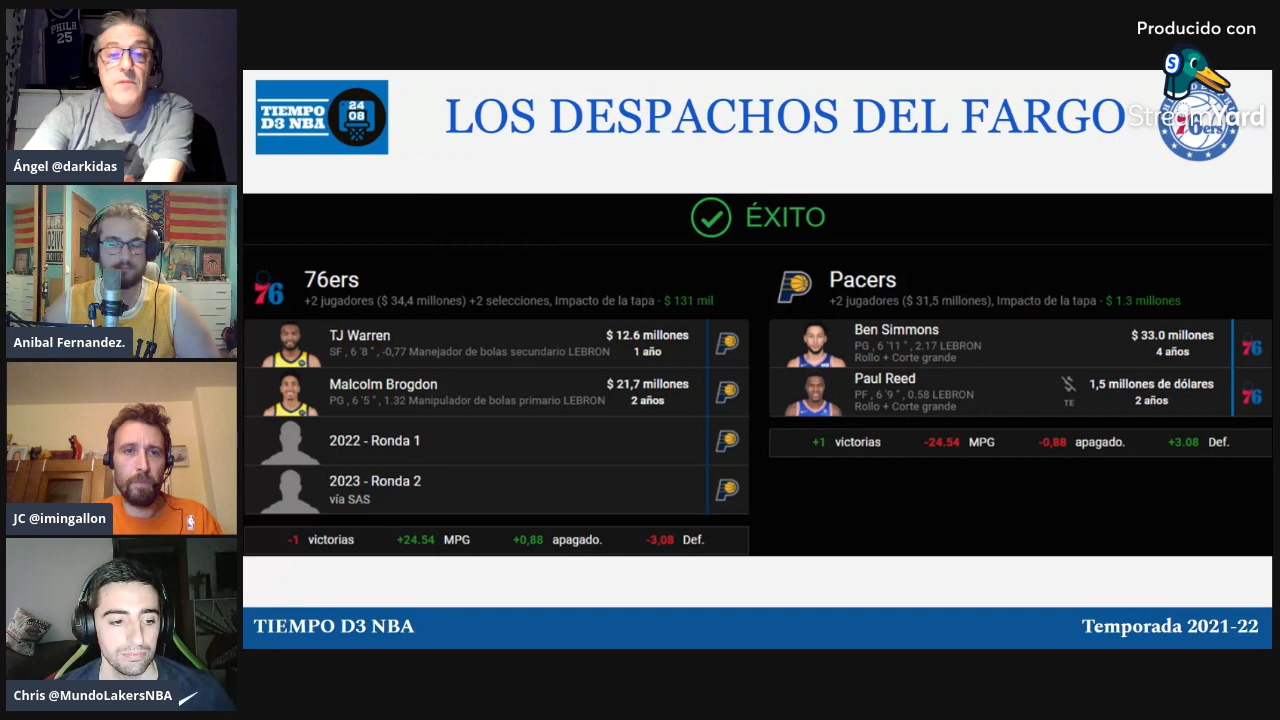 Producido con
StreamYard
PHILA
25
Ángel @darkidas
Anibal Fernandez.
JC @imingallon
Chris @MundoLakersNBA
TIEMPO
D3 NBA
24
08
LOS DESPACHOS DEL FARGO
76ers
ÉXITO
76
76ers
+2 jugadores ($ 34,4 millones) +2 selecciones, Impacto de la tapa - $ 131 mil
TJ Warren
$ 12.6 millones
SF , 6 '8 " , -0,77 Manejador de bolas secundario LEBRON
1 año
Malcolm Brogdon
$ 21,7 millones
PG , 6 '5 " , 1.32 Manipulador de bolas primario LEBRON
2 años
2022 - Ronda 1
2023 - Ronda 2
vía SAS
-1 victorias +24.54 MPG +0,88 apagado. -3,08 Def.
Pacers
+2 jugadores ($ 31,5 millones), Impacto de la tapa - $ 1.3 millones
Ben Simmons
$ 33.0 millones
PG , 6 '11 " , 2.17 LEBRON
4 años
Rollo + Corte grande
76
Paul Reed
1,5 millones de dólares
PF , 6 '9 " , 0.58 LEBRON
TE
2 años
Rollo + Corte grande
76
+1 victorias -24.54 MPG -0,88 apagado. +3.08 Def.
TIEMPO D3 NBA
Temporada 2021-22